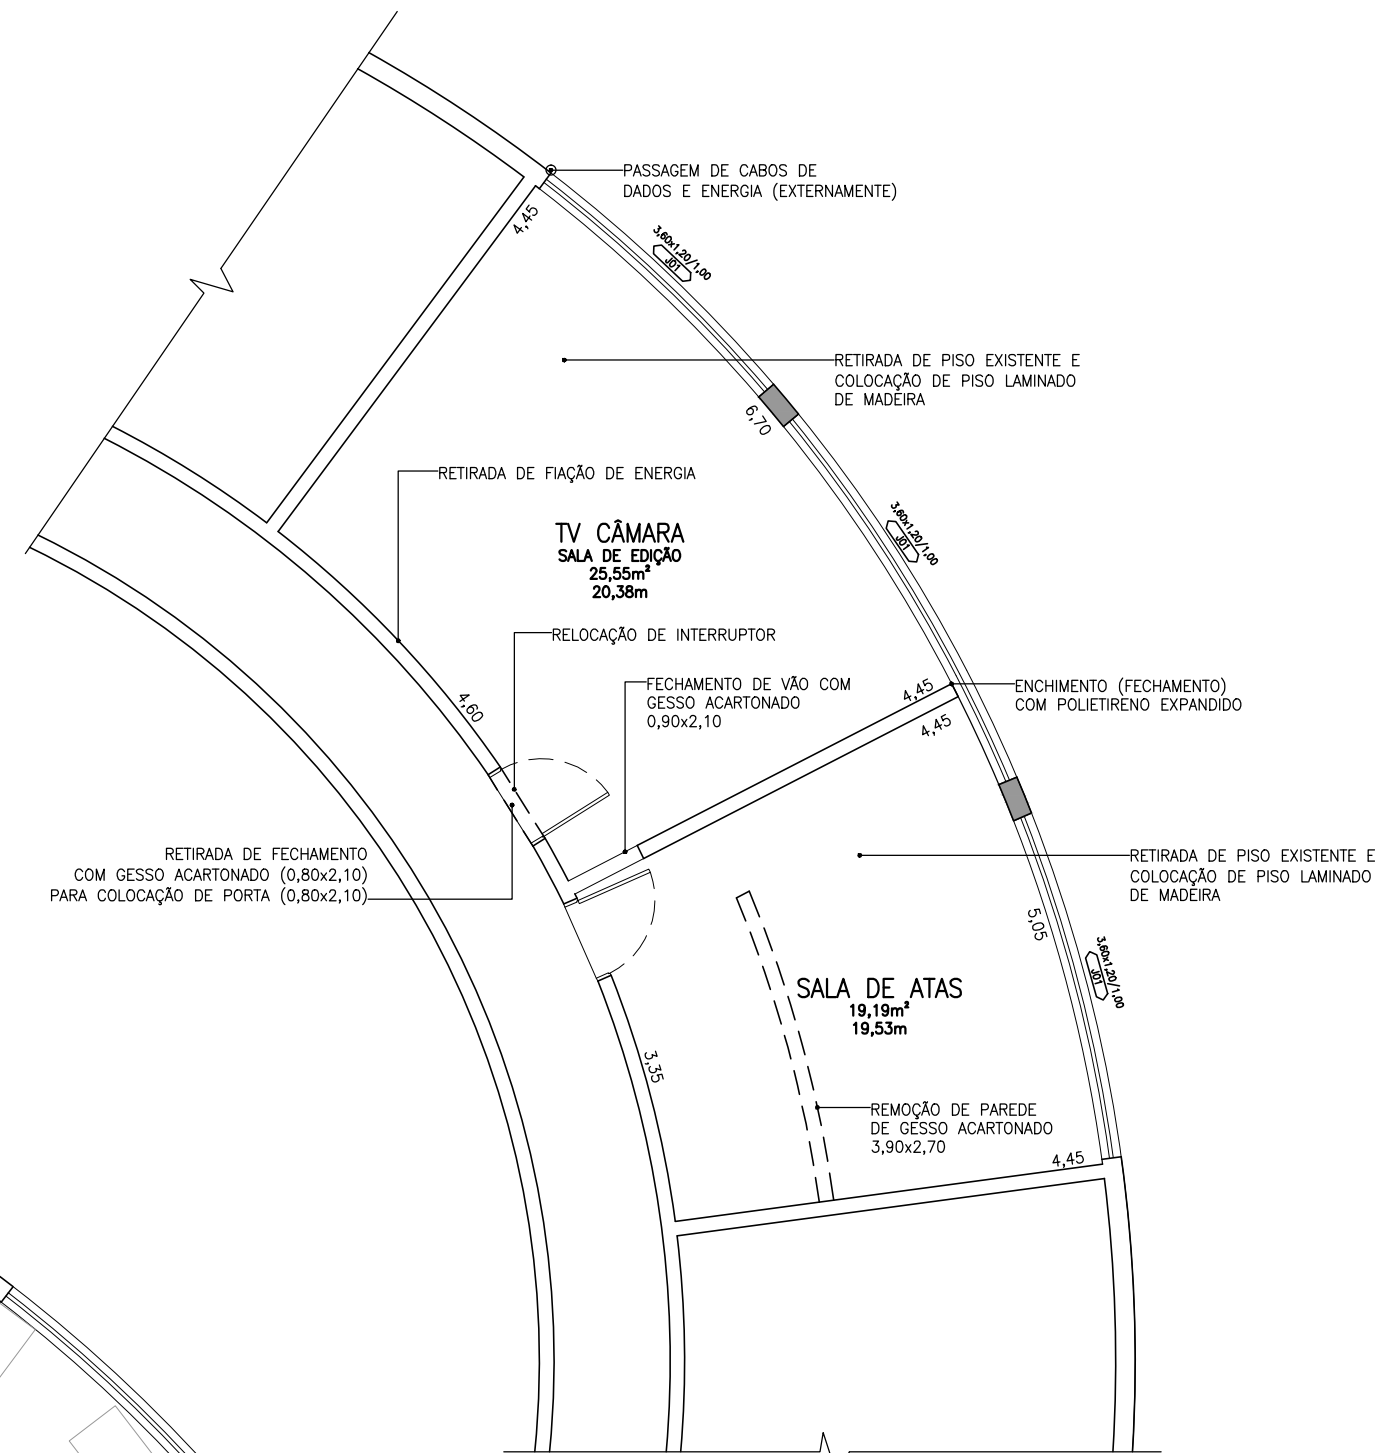 PASSAGEM DE CABOS DE
DADOS E ENERGIA (EXTERNAMENTE)
4,45
3,60x1,20/1,00
J01
RETIRADA DE PISO EXISTENTE E
COLOCAÇÃO DE PISO LAMINADO
DE MADEIRA
6,70
RETIRADA DE FIAÇÃO DE ENERGIA
3,60x1,20/1,00
J01
TV CÂMARA
SALA DE EDIÇÃO
25,55m²
20,38m
RELOCAÇÃO DE INTERRUPTOR
FECHAMENTO DE VÃO COM
GESSO ACARTONADO
0,90x2,10
4,60
4,45
4,45
ENCHIMENTO (FECHAMENTO)
COM POLIETIRENO EXPANDIDO
RETIRADA DE FECHAMENTO
COM GESSO ACARTONADO (0,80x2,10)
PARA COLOCAÇÃO DE PORTA (0,80x2,10)
RETIRADA DE PISO EXISTENTE E
COLOCAÇÃO DE PISO LAMINADO
DE MADEIRA
5,05
3,60x1,20/1,00
J01
SALA DE ATAS
19,19m²
19,53m
3,35
REMOÇÃO DE PAREDE
DE GESSO ACARTONADO
3,90x2,70
4,45